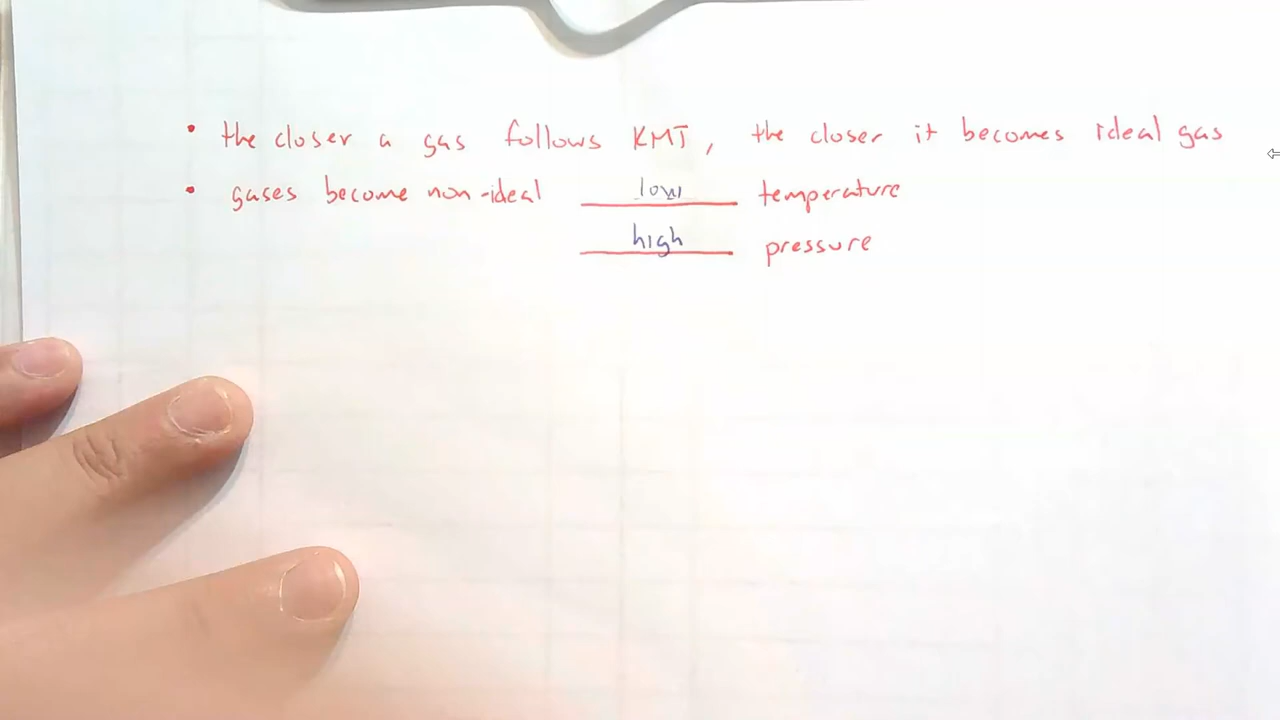 • the closer a gas follows KMT, the closer it becomes ideal gas
• gases become non-ideal low temperature
high pressure